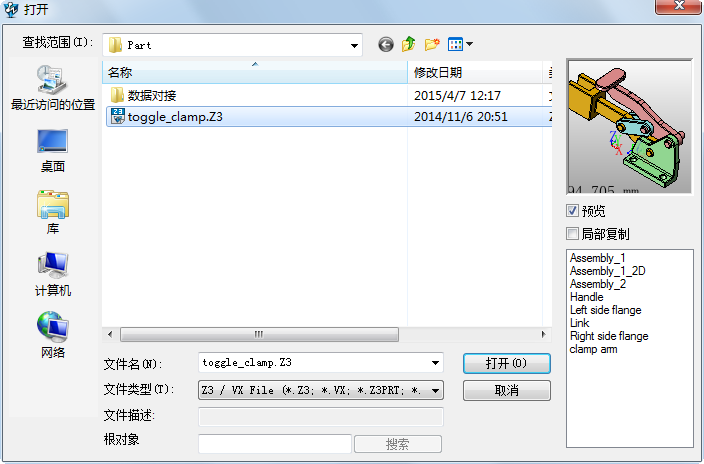 打开
查找范围(I):
Part
名称
修改日期
数据对接
2015/4/7 12:17
toggle_clamp.Z3
2014/11/6 20:51
最近访问的位置
桌面
库
计算机
网络
94.705 mm
预览
局部复制
Assembly_1
Assembly_1_2D
Assembly_2
Handle
Left side flange
Link
Right side flange
clamp arm
文件名(N):
toggle_clamp.Z3
打开(O)
文件类型(T):
Z3 / VX File (*.Z3; *.VX; *.Z3PRT; *.
取消
文件描述:
根对象
搜索